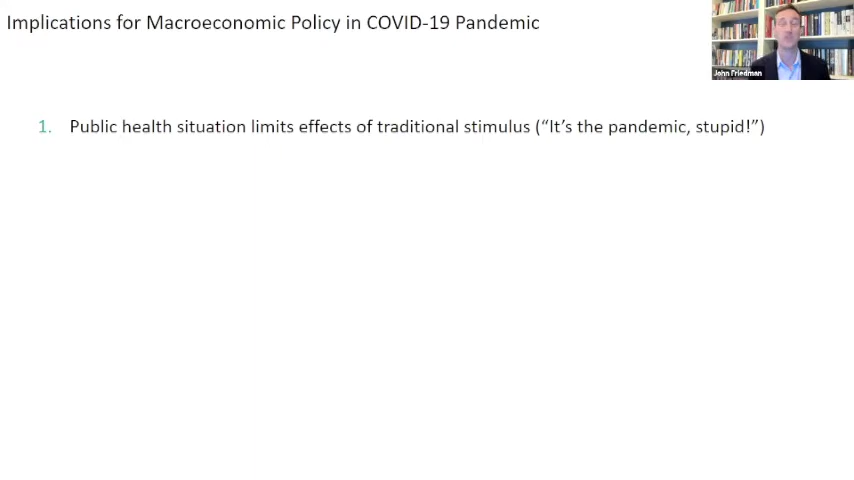 Implications for Macroeconomic Policy in COVID-19 Pandemic
John Friedman
1. Public health situation limits effects of traditional stimulus (“It’s the pandemic, stupid!”)